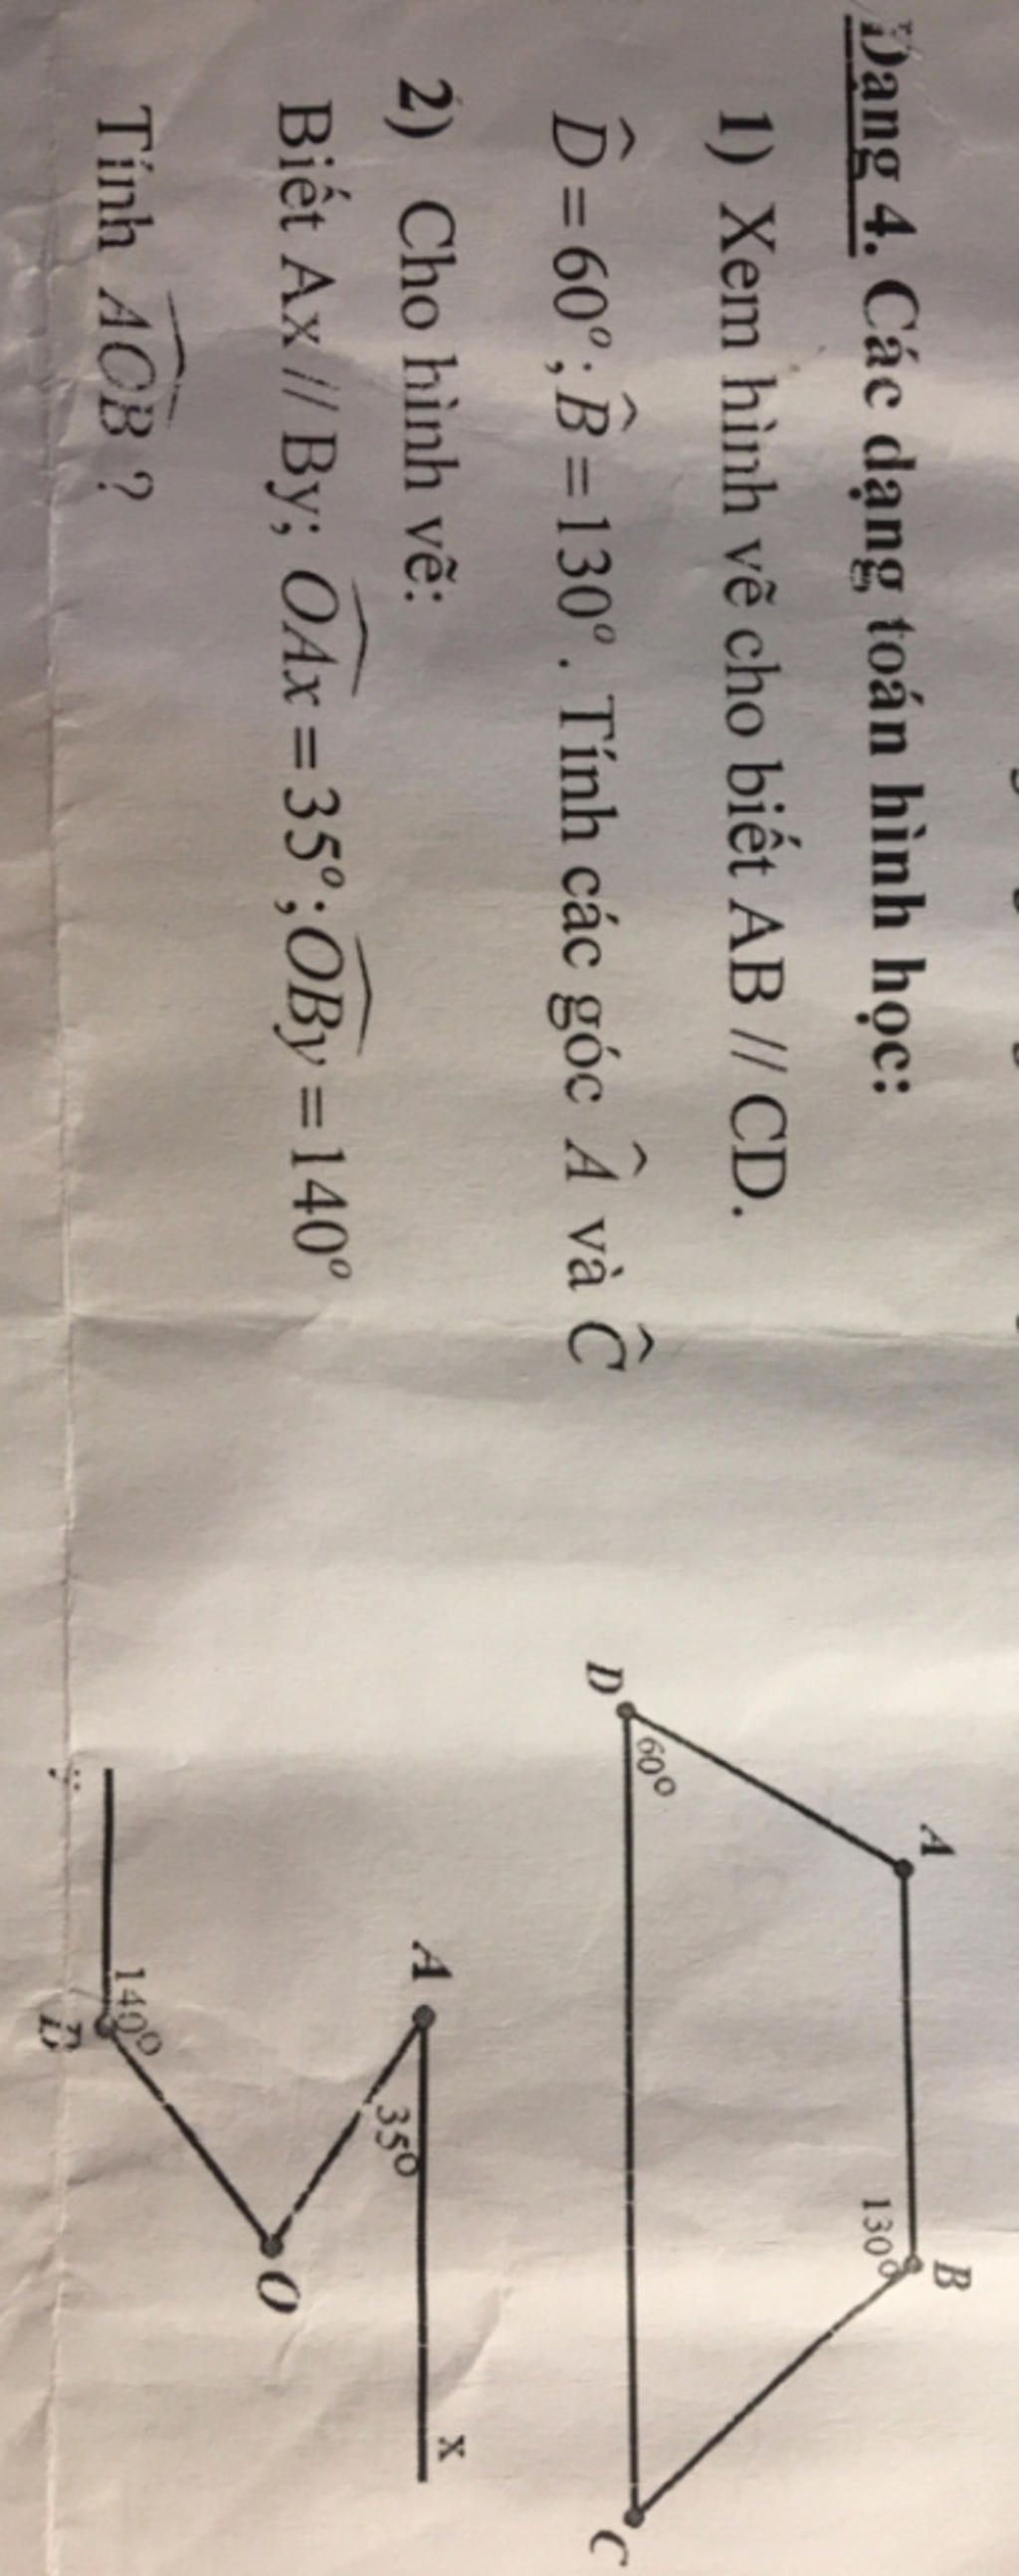 Dạng 4. Các dạng toán hình học:
1) Xem hình vẽ cho biết AB // CD.
D̂ = 60°; B̂ = 130°. Tính các góc Â và Ĉ
A
B
130°
60°
D
C
2) Cho hình vẽ:
Biết Ax // By; OAx = 35°; OBy = 140°
Tính AOB ?
A
x
35°
O
140°
B
y